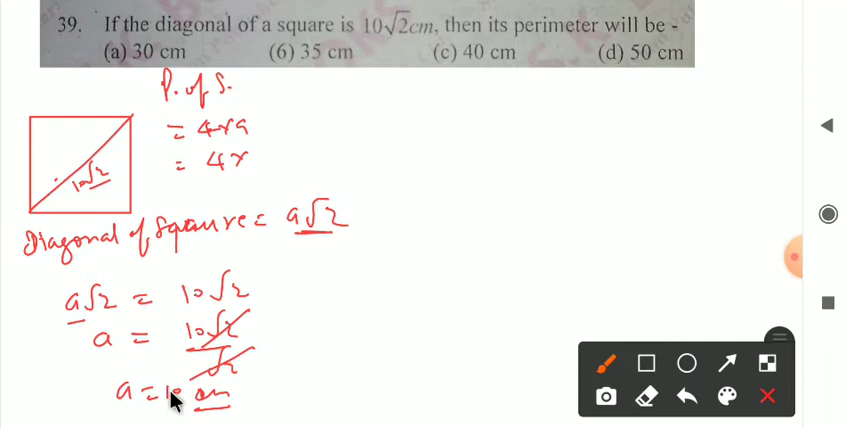 39. If the diagonal of a square is 10√2cm, then its perimeter will be -
(a) 30 cm (6) 35 cm (c) 40 cm (d) 50 cm
P. of S.
= 4×a
= 4×
10√2
Diagonal of Square = a√2
a√2 = 10√2
a = 10√2/√2
a = 10 cm